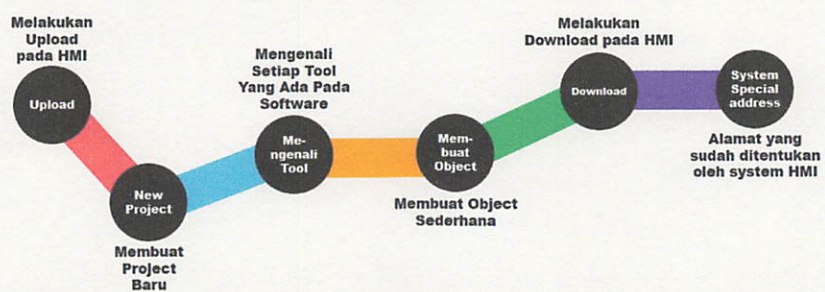 Melakukan
Upload
pada HMI
Upload
New
Project
Membuat
Project
Baru
Mengenali
Setiap Tool
Yang Ada Pada
Software
Me-
ngenali
Tool
Mem-
buat
Object
Membuat Object
Sederhana
Melakukan
Download pada HMI
Download
System
Special
address
Alamat yang
sudah ditentukan
oleh system HMI